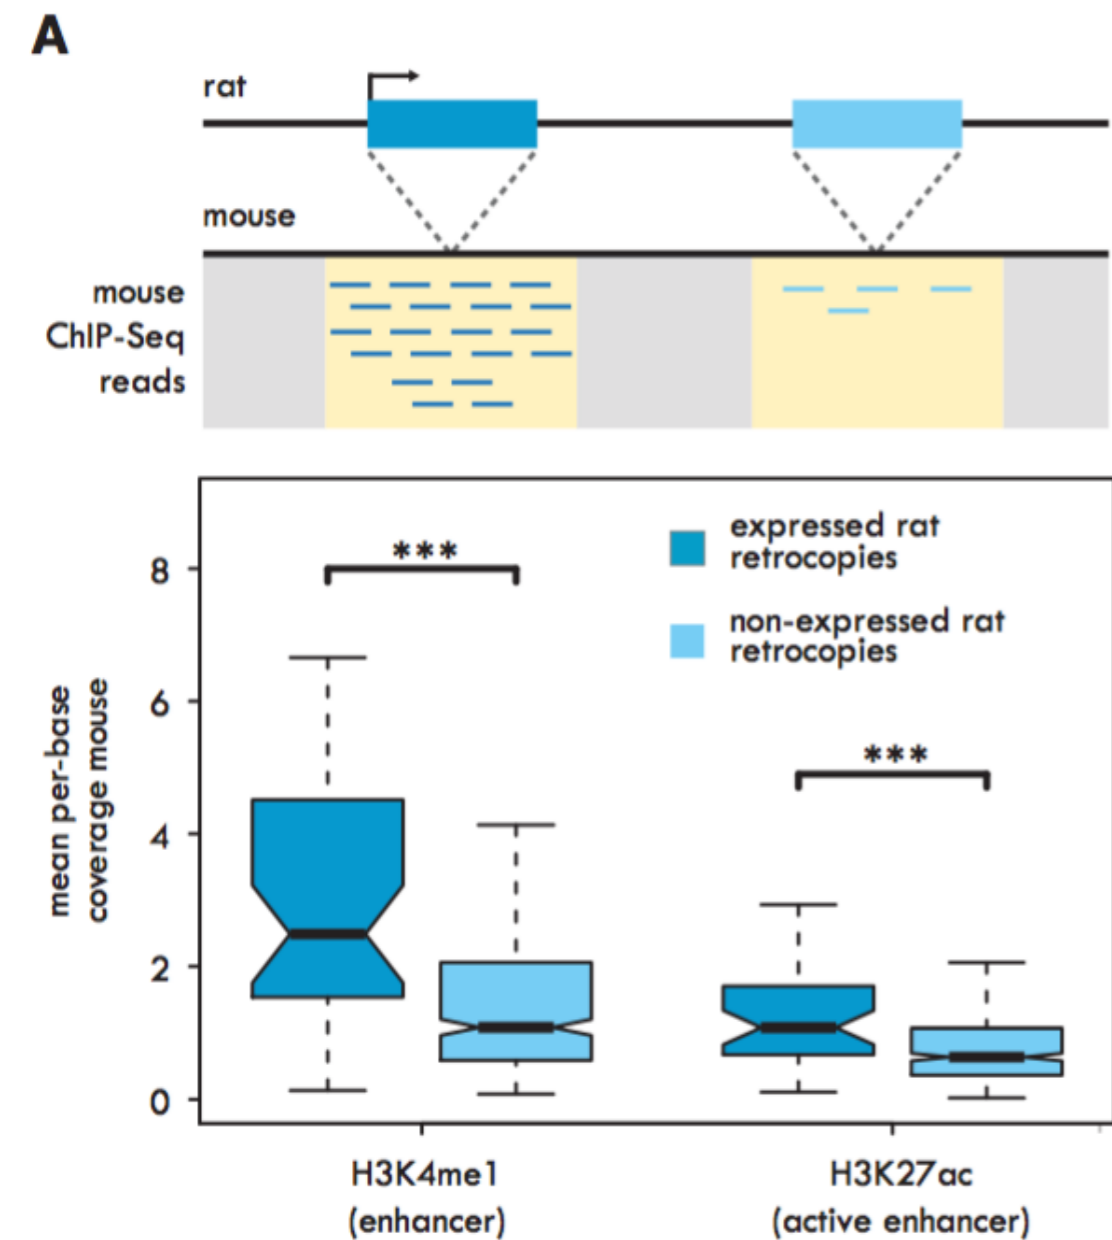 A
rat
mouse
mouse
ChIP-Seq
reads
expressed rat
retrocopies
non-expressed rat
retrocopies
***
***
mean per-base
coverage mouse
8
6
4
2
0
H3K4me1
(enhancer)
H3K27ac
(active enhancer)